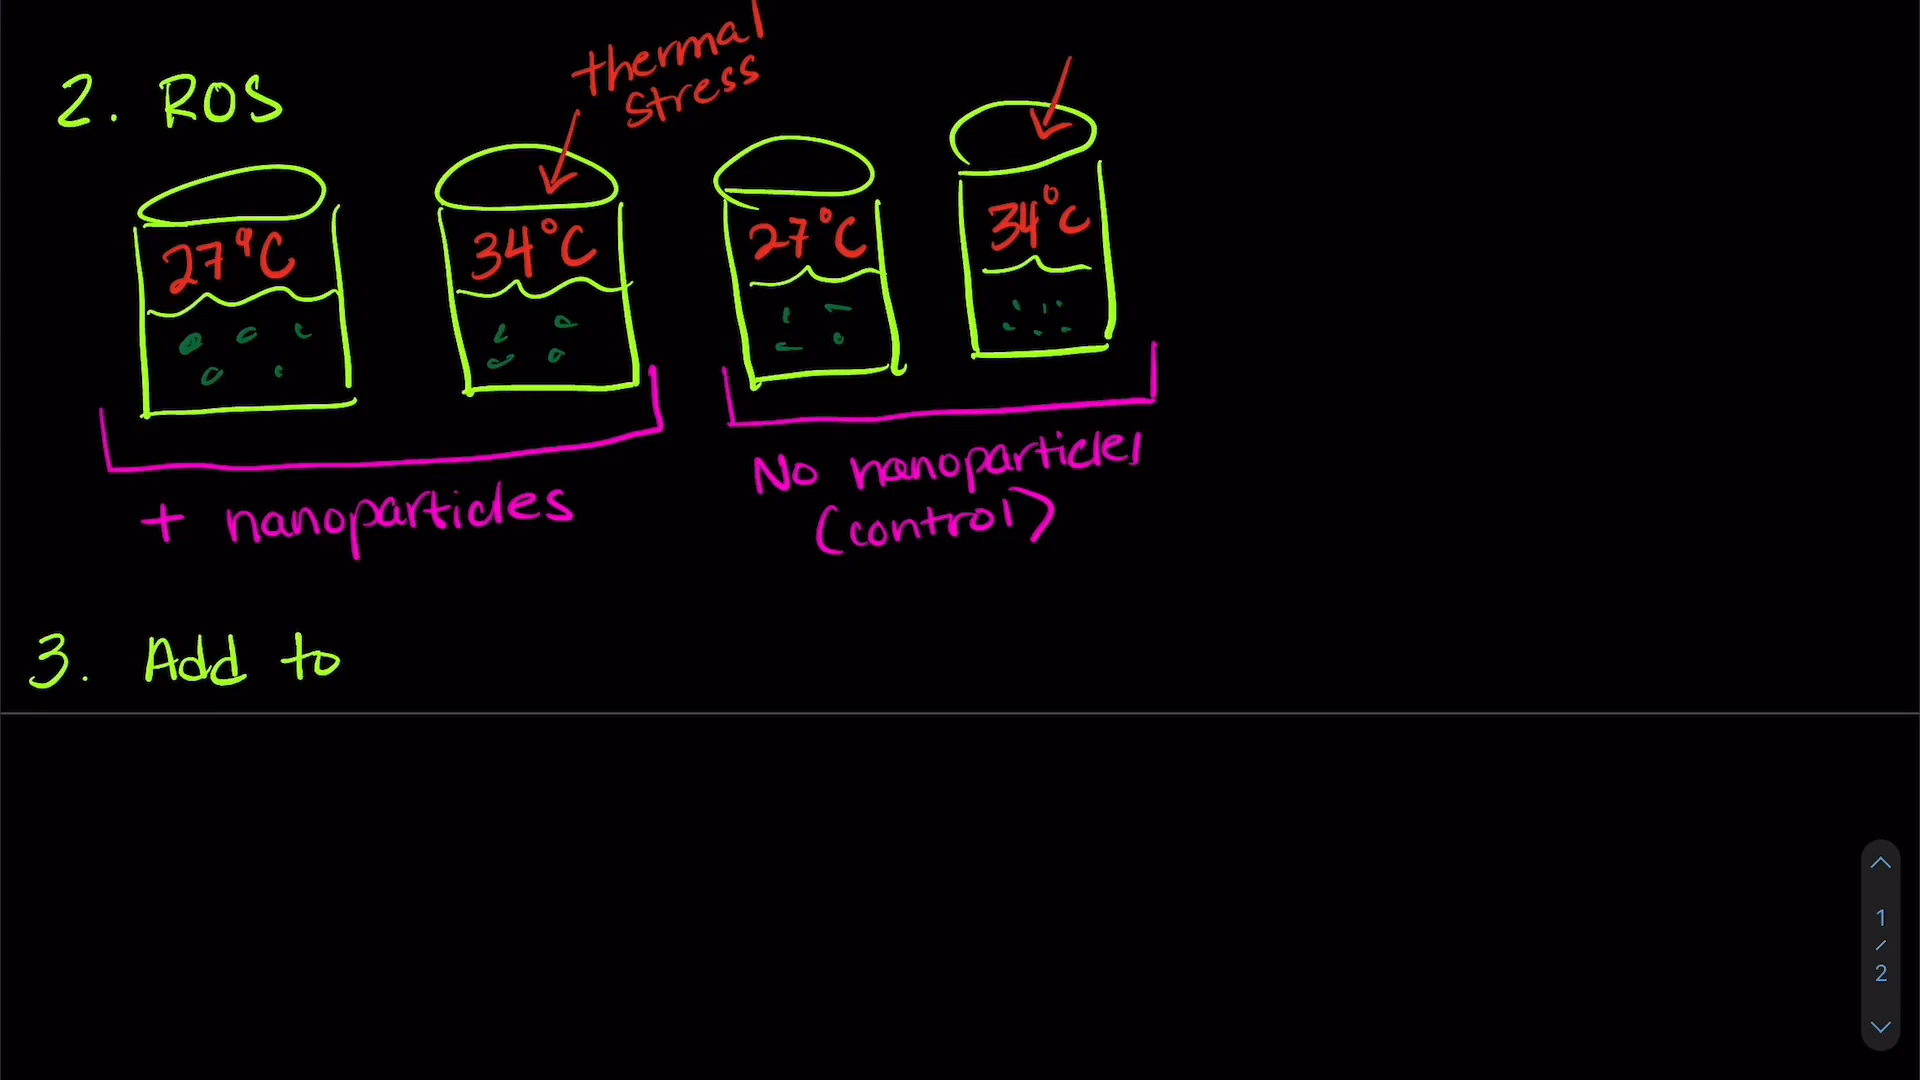 thermal
stress
2. ROS
27°C
34°C
27°C
34°C
+ nanoparticles
No nanoparticles
(control)
3. Add to
1
/
2